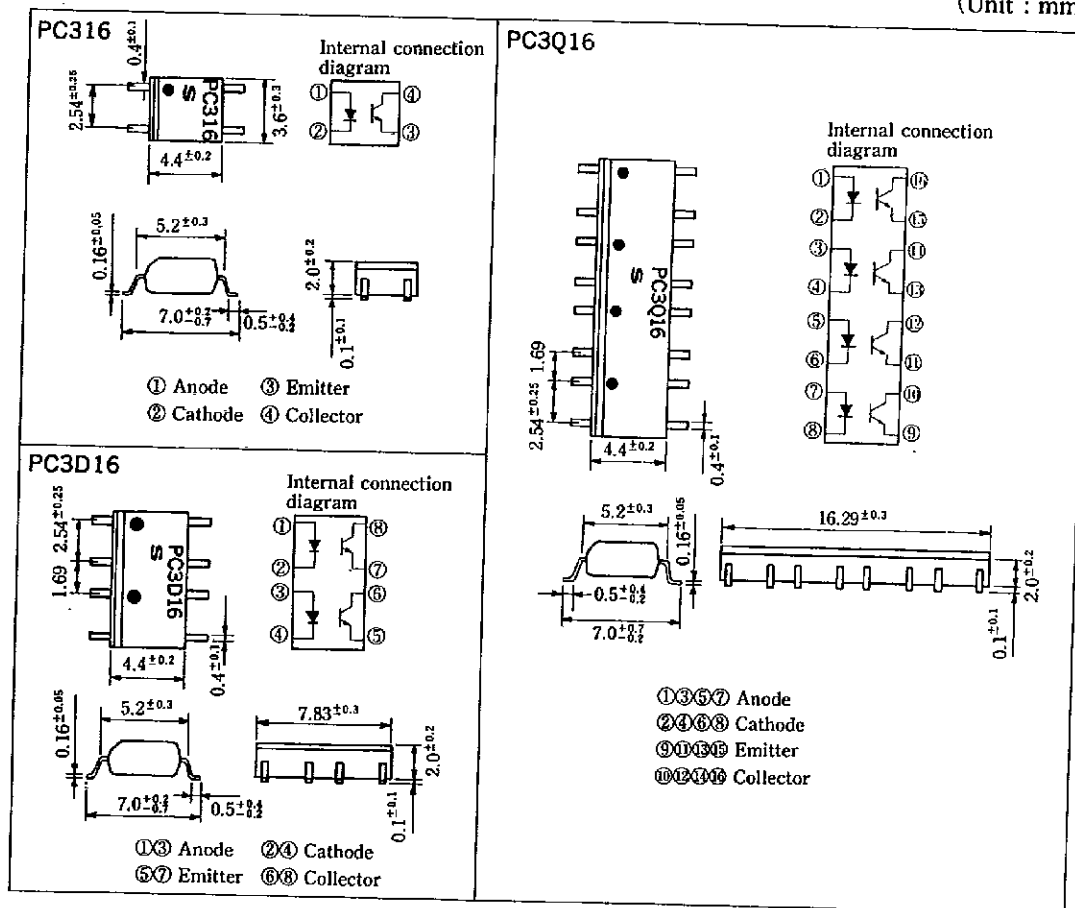 (Unit : mm
PC316
0.4±0.1
2.54±0.25
PC316
S
3.6±0.3
4.4±0.2
Internal connection
diagram
① ④
② ③
0.16±0.05
5.2±0.3
7.0+0.2−0.7
0.5+0.4−0.2
2.0±0.2
0.1±0.1
① Anode ③ Emitter
② Cathode ④ Collector
PC3D16
2.54±0.25
1.69
PC3D16
S
4.4±0.2
0.4±0.1
Internal connection
diagram
① ⑧
② ⑦
③ ⑥
④ ⑤
0.16±0.05
5.2±0.3
7.0+0.2−0.7
0.5+0.4−0.2
7.83±0.3
2.0±0.2
0.1±0.1
①③ Anode ②④ Cathode
⑤⑦ Emitter ⑥⑧ Collector
PC3Q16
PC3Q16
S
1.69
2.54±0.25
4.4±0.2
0.4±0.1
Internal connection
diagram
① ⑯
② ⑮
③
④ ⑬
⑤ ⑫
⑥ ⑪
⑦ ⑩
⑧ ⑨
5.2±0.3
0.16±0.05
0.5+0.4−0.2
7.0+0.7−0.2
16.29±0.3
2.0±0.2
0.1±0.1
①③⑤⑦ Anode
②④⑥⑧ Cathode
⑨⑪⑬⑮ Emitter
⑩⑫⑭⑯ Collector